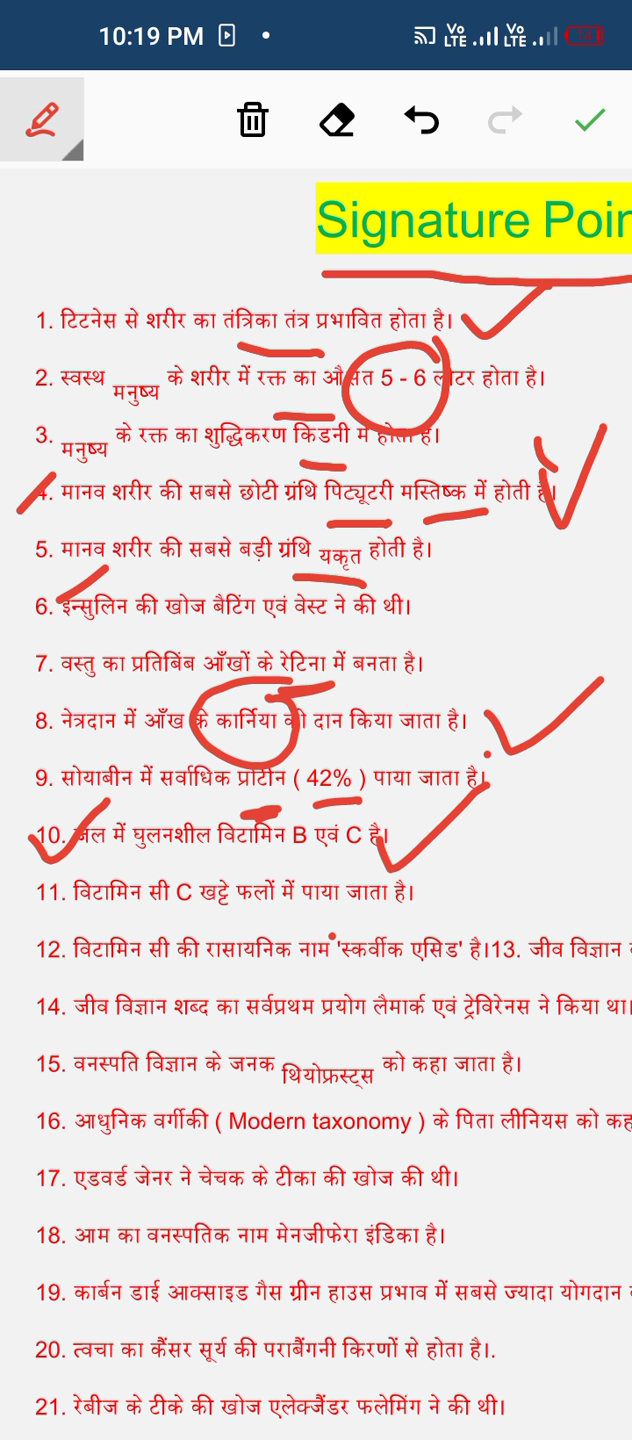 10:19 PM
Vo LTE Vo LTE
Signature Poin
1. टिटनेस से शरीर का तंत्रिका तंत्र प्रभावित होता है।
2. स्वस्थ मनुष्य के शरीर में रक्त का औसत 5 - 6 लीटर होता है।
3. मनुष्य के रक्त का शुद्धिकरण किडनी में होता है।
4. मानव शरीर की सबसे छोटी ग्रंथि पिट्यूटरी मस्तिष्क में होती है।
5. मानव शरीर की सबसे बड़ी ग्रंथि यकृत होती है।
6. इन्सुलिन की खोज बैटिंग एवं वेस्ट ने की थी।
7. वस्तु का प्रतिबिंब आँखों के रेटिना में बनता है।
8. नेत्रदान में आँख के कार्निया को दान किया जाता है।
9. सोयाबीन में सर्वाधिक प्रोटीन ( 42% ) पाया जाता है।
10. जल में घुलनशील विटामिन B एवं C है।
11. विटामिन सी C खट्टे फलों में पाया जाता है।
12. विटामिन सी की रासायनिक नाम 'स्कर्वीक एसिड' है।13. जीव विज्ञान
14. जीव विज्ञान शब्द का सर्वप्रथम प्रयोग लैमार्क एवं ट्रेविरेनस ने किया था।
15. वनस्पति विज्ञान के जनक थियोफ्रस्ट्स को कहा जाता है।
16. आधुनिक वर्गीकी ( Modern taxonomy ) के पिता लीनियस को कह
17. एडवर्ड जेनर ने चेचक के टीका की खोज की थी।
18. आम का वनस्पतिक नाम मेनजीफेरा इंडिका है।
19. कार्बन डाई आक्साइड गैस ग्रीन हाउस प्रभाव में सबसे ज्यादा योगदान
20. त्वचा का कैंसर सूर्य की पराबैंगनी किरणों से होता है।.
21. रेबीज के टीके की खोज एलेक्जैंडर फलेमिंग ने की थी।